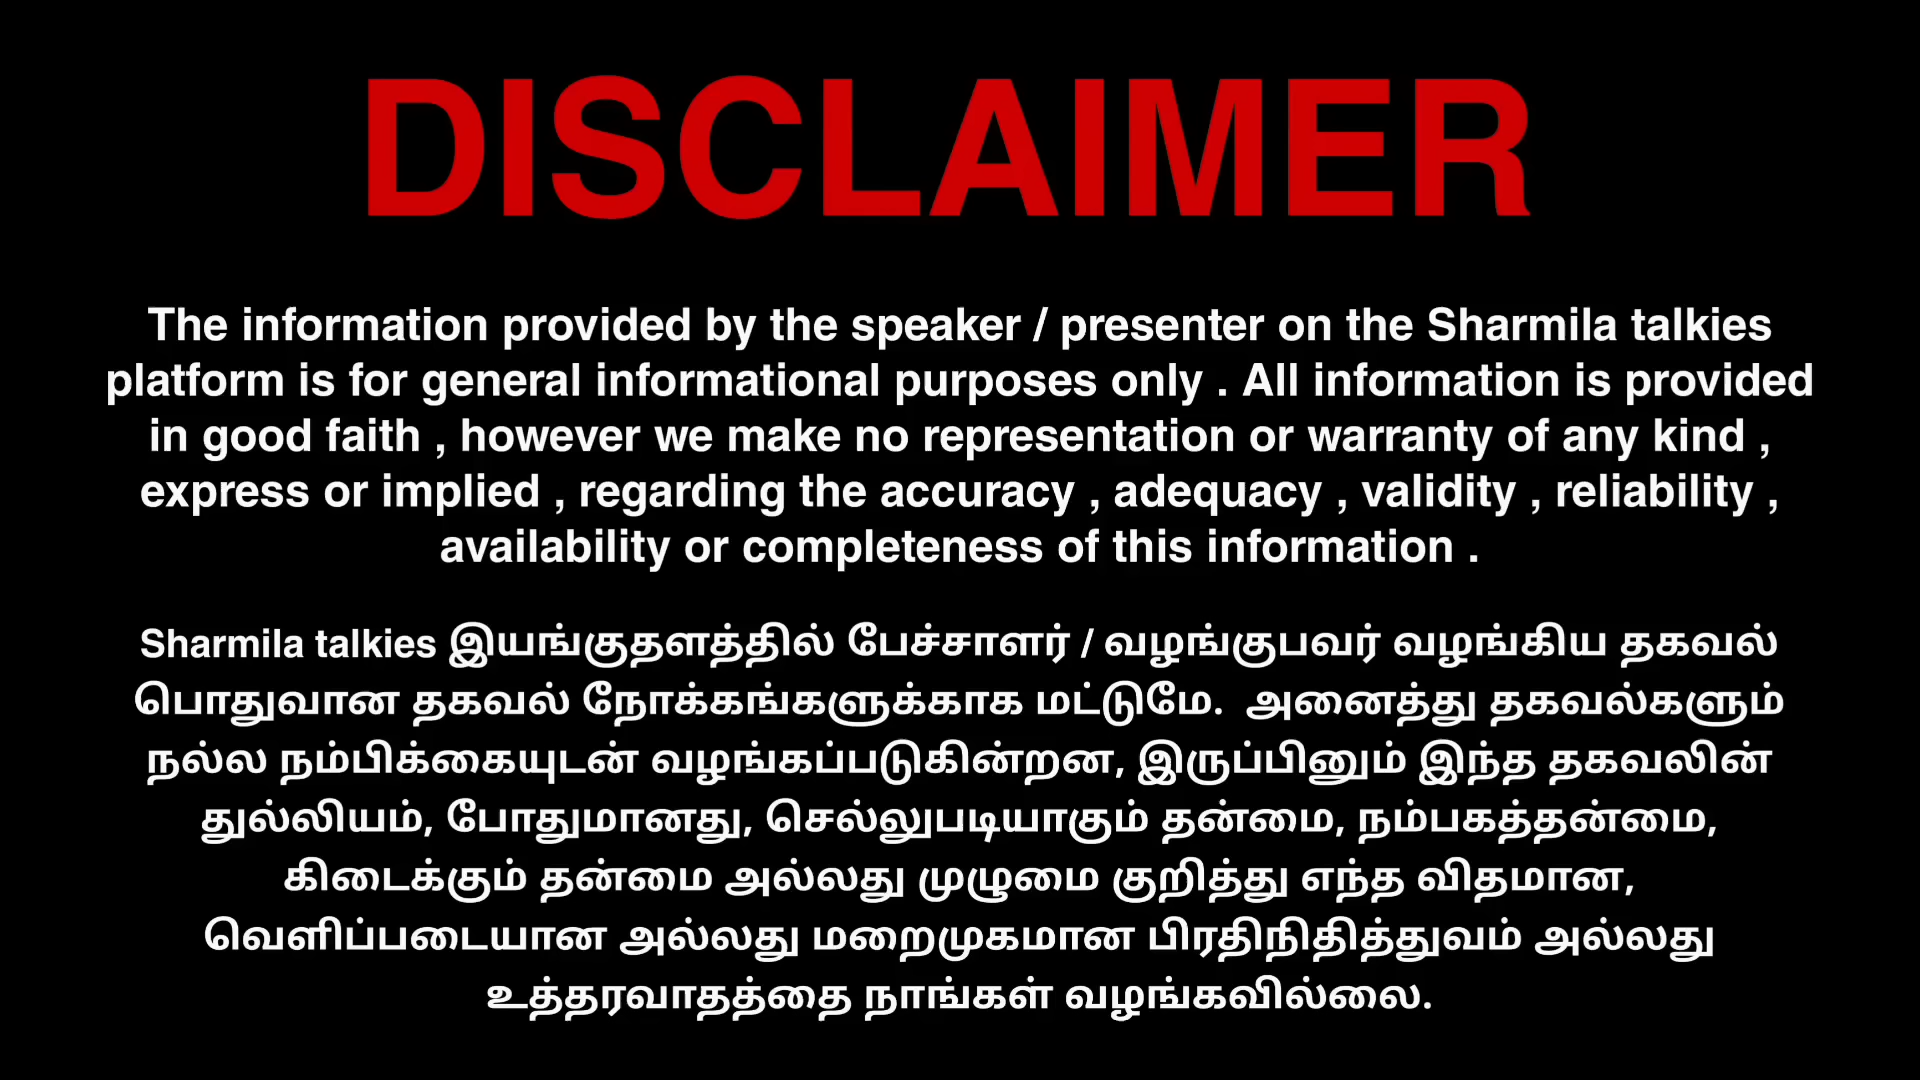 DISCLAIMER
The information provided by the speaker / presenter on the Sharmila talkies
platform is for general informational purposes only . All information is provided
in good faith , however we make no representation or warranty of any kind ,
express or implied , regarding the accuracy , adequacy , validity , reliability ,
availability or completeness of this information .
Sharmila talkies இயங்குதளத்தில் பேச்சாளர் / வழங்குபவர் வழங்கிய தகவல்
பொதுவான தகவல் நோக்கங்களுக்காக மட்டுமே.  அனைத்து தகவல்களும்
நல்ல நம்பிக்கையுடன் வழங்கப்படுகின்றன, இருப்பினும் இந்த தகவலின்
துல்லியம், போதுமானது, செல்லுபடியாகும் தன்மை, நம்பகத்தன்மை,
கிடைக்கும் தன்மை அல்லது முழுமை குறித்து எந்த விதமான,
வெளிப்படையான அல்லது மறைமுகமான பிரதிநிதித்துவம் அல்லது
உத்தரவாதத்தை நாங்கள் வழங்கவில்லை.